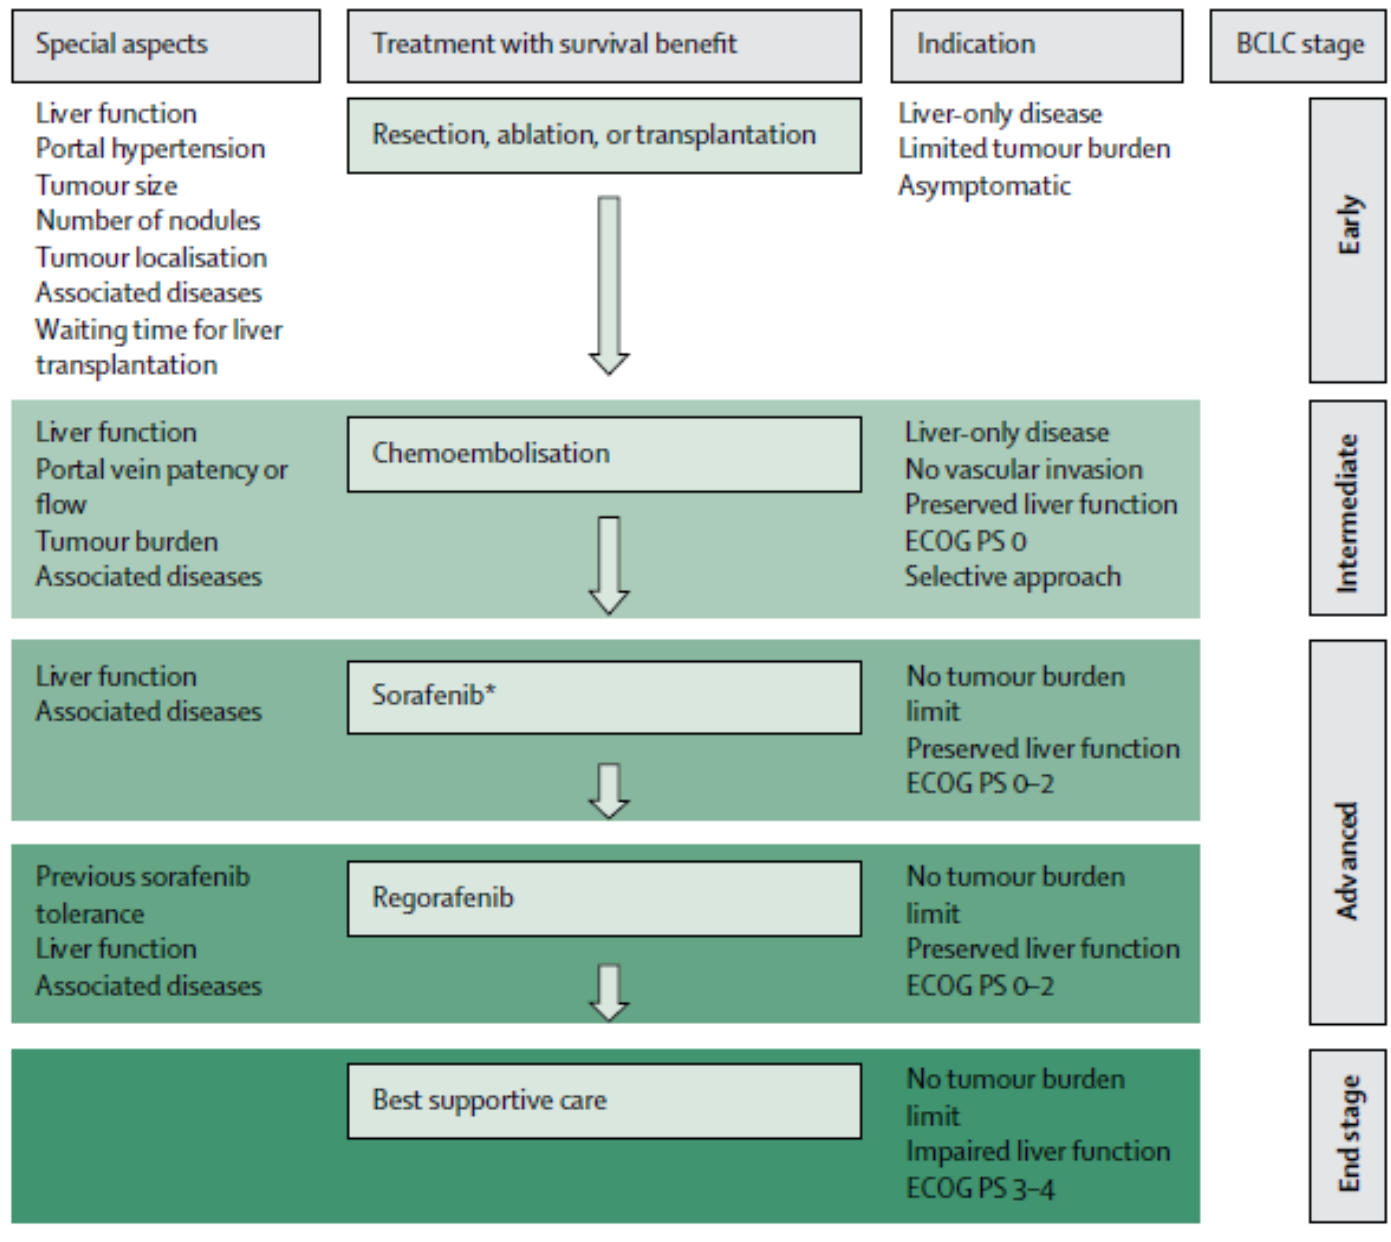 Special aspects
Treatment with survival benefit
Indication
BCLC stage
Liver function
Portal hypertension
Tumour size
Number of nodules
Tumour localisation
Associated diseases
Waiting time for liver
transplantation
Resection, ablation, or transplantation
Liver-only disease
Limited tumour burden
Asymptomatic
Early
Liver function
Portal vein patency or
flow
Tumour burden
Associated diseases
Chemoembolisation
Liver-only disease
No vascular invasion
Preserved liver function
ECOG PS 0
Selective approach
Intermediate
Liver function
Associated diseases
Sorafenib*
No tumour burden
limit
Preserved liver function
ECOG PS 0–2
Advanced
Previous sorafenib
tolerance
Liver function
Associated diseases
Regorafenib
No tumour burden
limit
Preserved liver function
ECOG PS 0–2
Best supportive care
No tumour burden
limit
Impaired liver function
ECOG PS 3–4
End stage